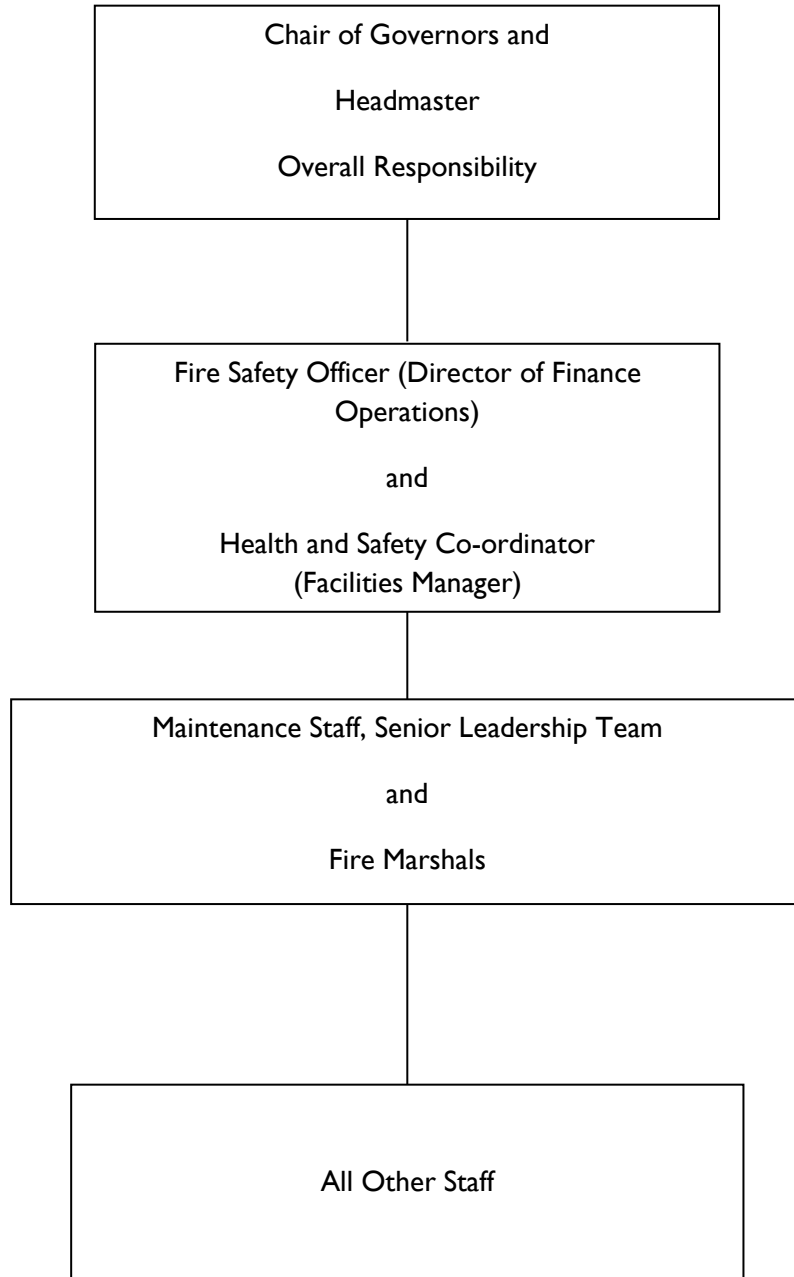 Chair of Governors and
Headmaster
Overall Responsibility
Fire Safety Officer (Director of Finance
Operations)
and
Health and Safety Co-ordinator
(Facilities Manager)
Maintenance Staff, Senior Leadership Team
and
Fire Marshals
All Other Staff